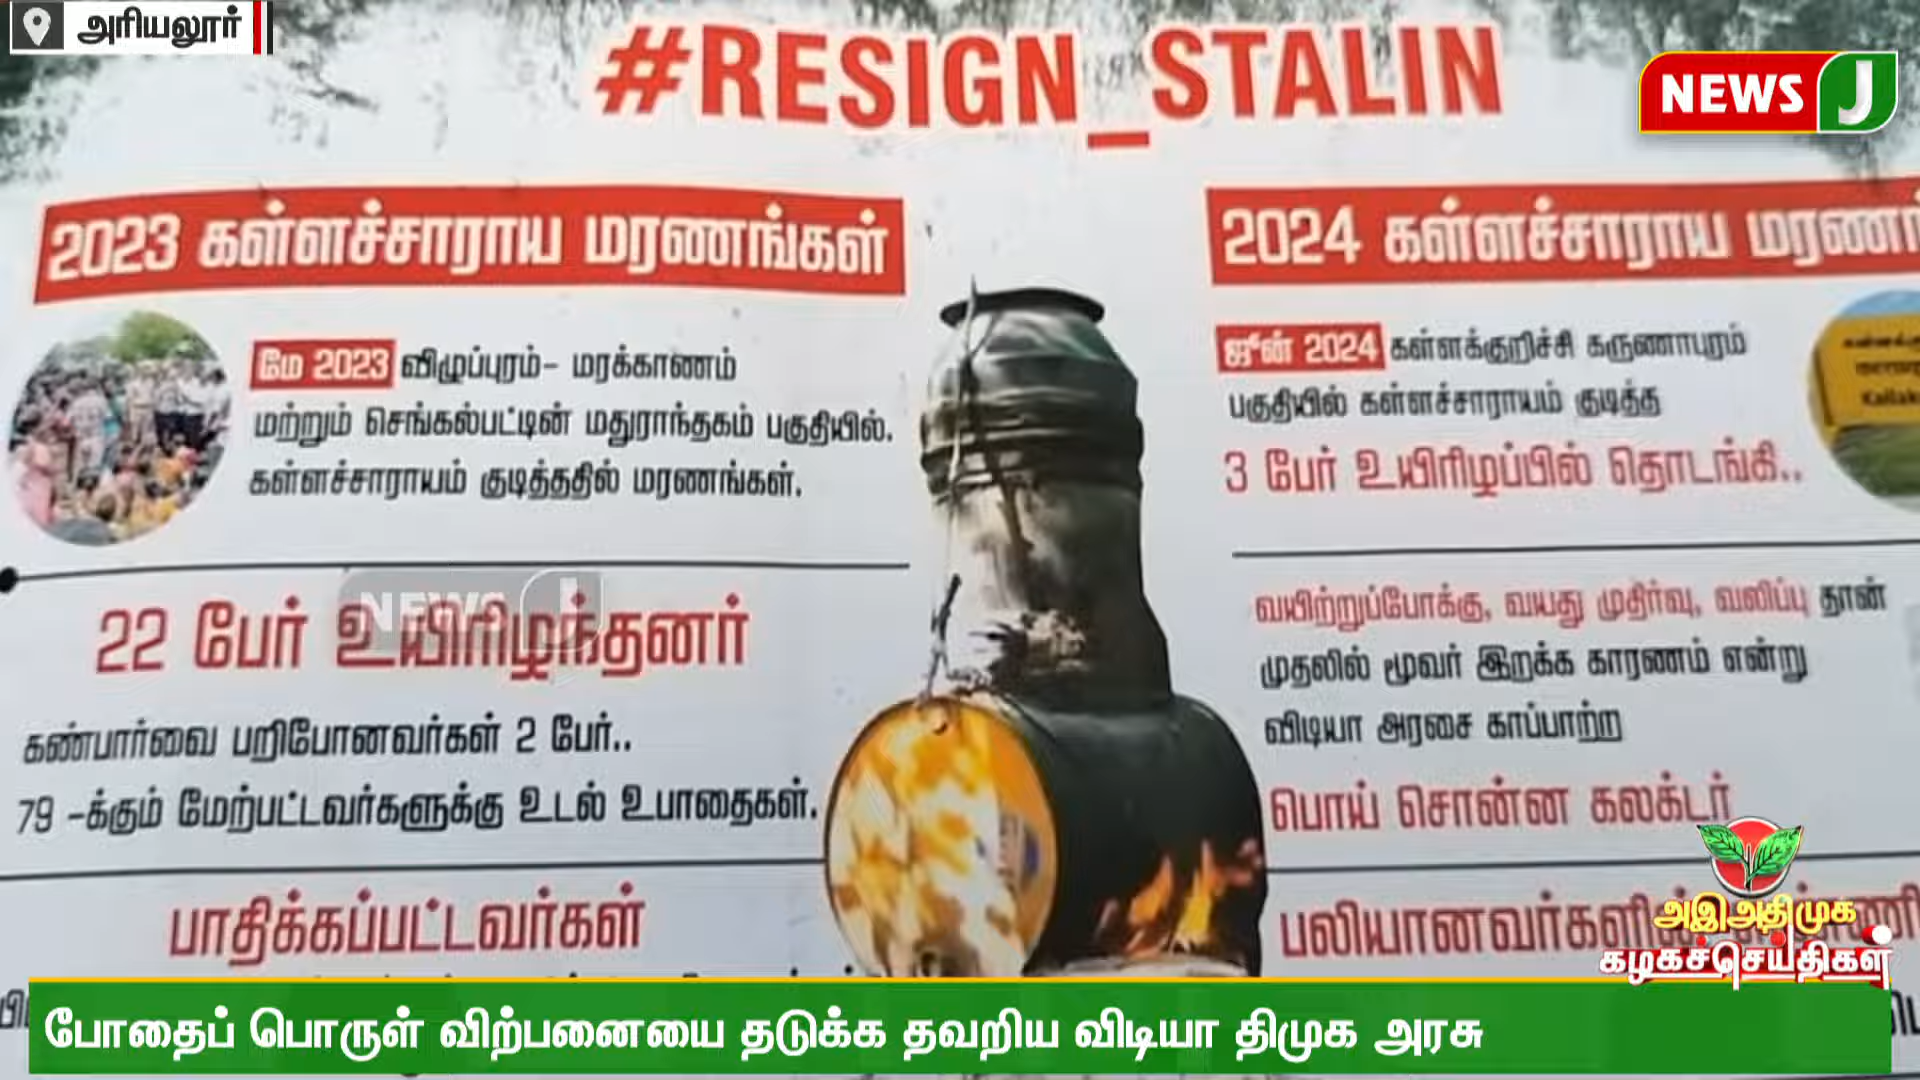 அரியலூர்
#RESIGN_STALIN
NEWS J
2023 கள்ளச்சாராய மரணங்கள்
மே 2023 விழுப்புரம்- மரக்காணம்
மற்றும் செங்கல்பட்டின் மதுராந்தகம் பகுதியில்.
கள்ளச்சாராயம் குடித்ததில் மரணங்கள்.
22 பேர் உயிரிழந்தனர்
NEWS J
கண்பார்வை பறிபோனவர்கள் 2 பேர்..
79 -க்கும் மேற்பட்டவர்களுக்கு உடல் உபாதைகள்.
பாதிக்கப்பட்டவர்கள்
2024 கள்ளச்சாராய
ஜூன் 2024 கள்ளக்குறிச்சி கருணாபுரம்
பகுதியில் கள்ளச்சாராயம் குடித்த
3 பேர் உயிரிழப்பில் தொடங்கி..
வயிற்றுப்போக்கு, வயது முதிர்வு, வலிப்பு தான்
முதலில் மூவர் இறக்க காரணம் என்று
விடியா அரசை காப்பாற்ற
பொய் சொன்ன கலக்டர்
அஇஅதிமுக
கழகச்செய்திகள்
போதைப் பொருள் விற்பனையை தடுக்க தவறிய விடியா திமுக அரசு